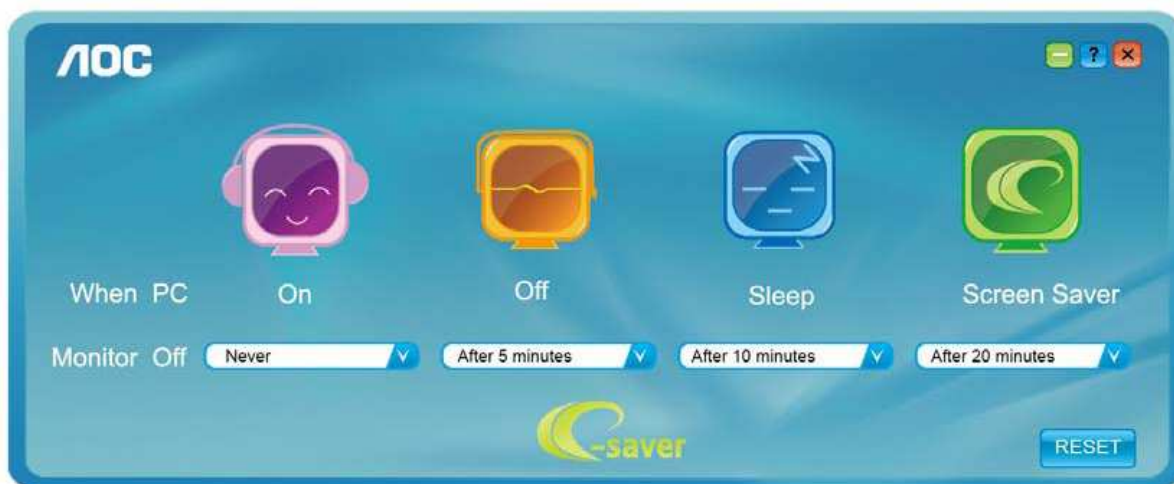 AOC
?
When PC On Off Sleep Screen Saver
Monitor Off Never After 5 minutes After 10 minutes After 20 minutes
e-saver
RESET